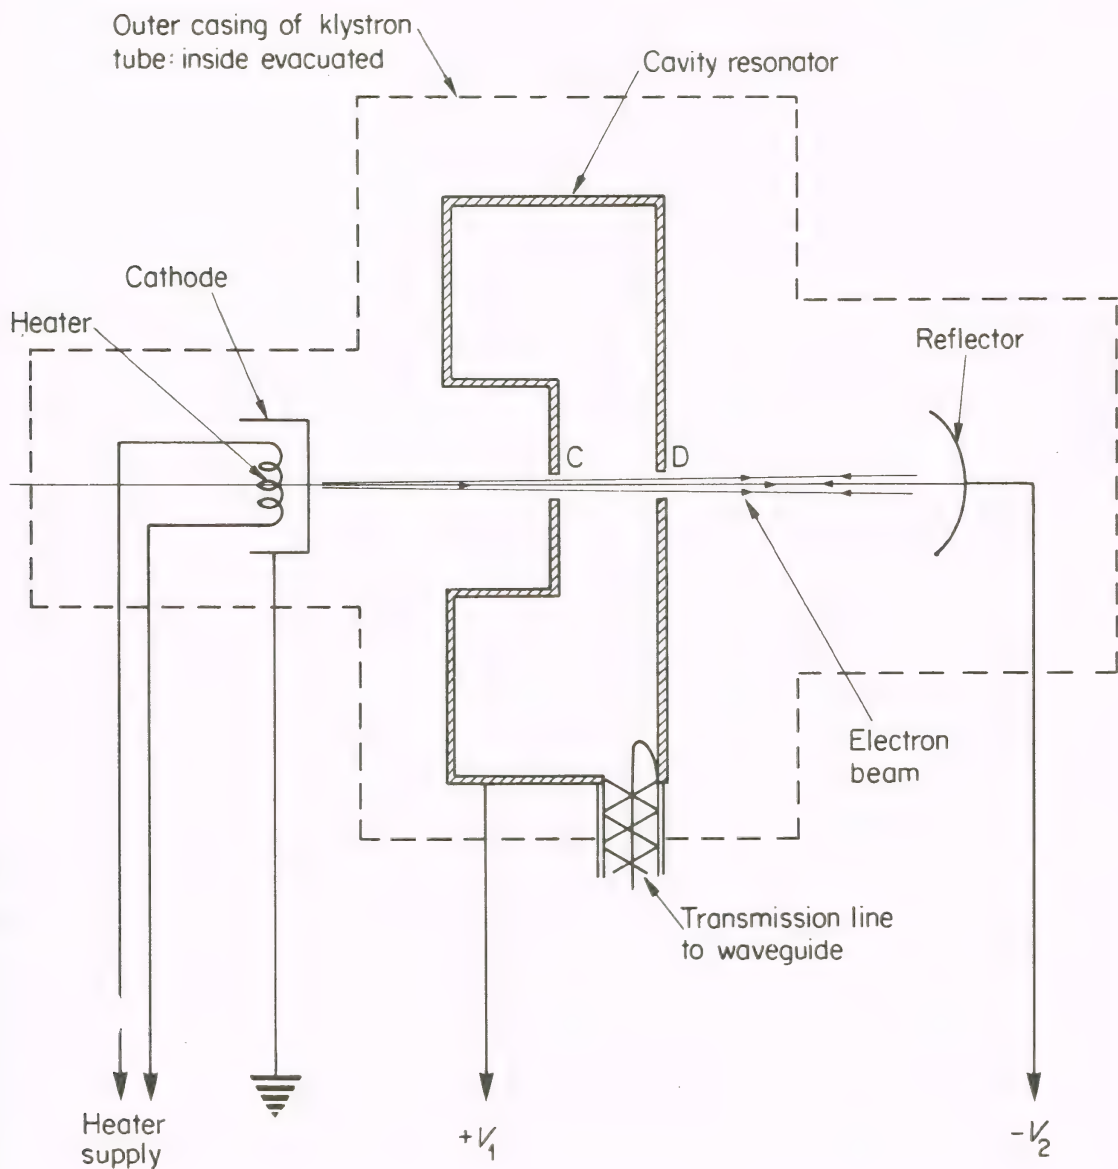 Outer casing of klystron
tube: inside evacuated
Cavity resonator
Cathode
Heater
Reflector
C
D
Electron
beam
Transmission line
to waveguide
Heater
supply
+V₁
−V₂